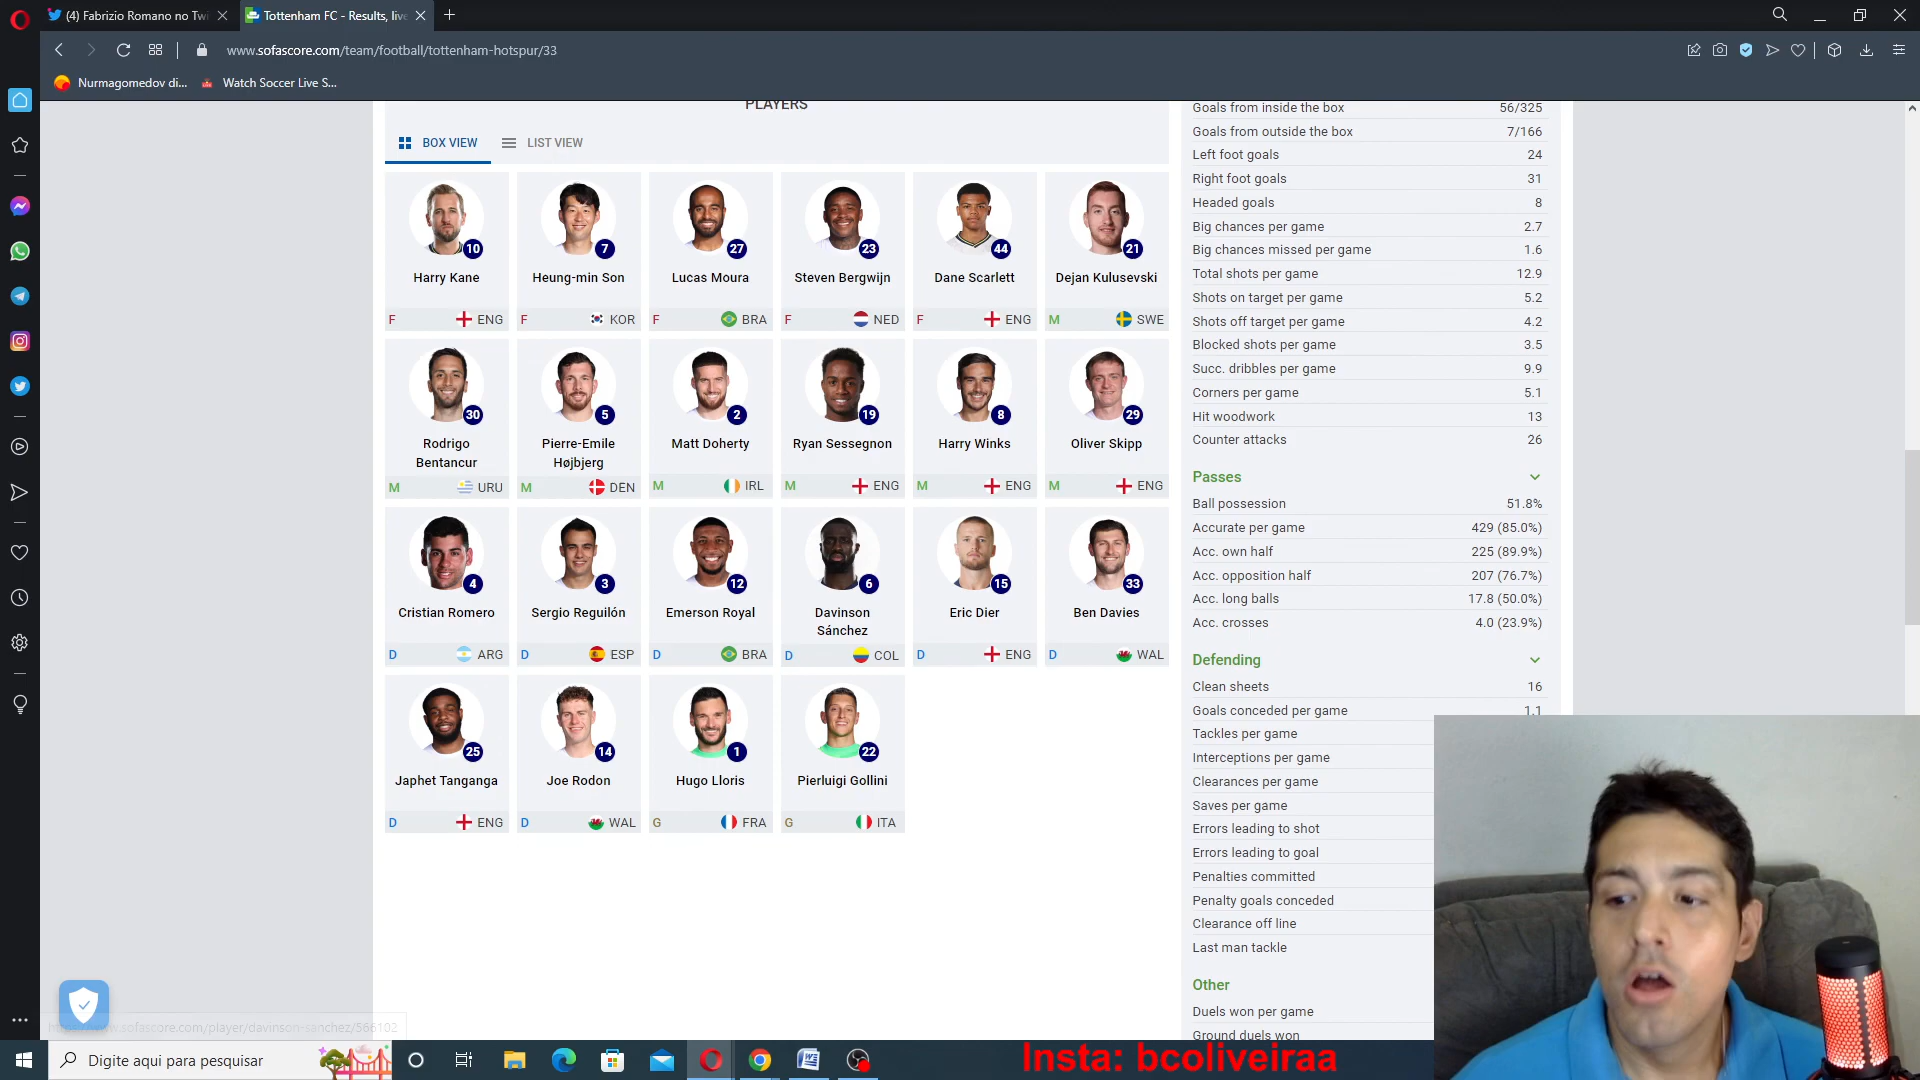 (4) Fabrizio Romano no Twi
Tottenham FC - Results, live
www.sofascore.com/team/football/tottenham-hotspur/33
Nurmagomedov di...
Watch Soccer Live S...
PLAYERS
BOX VIEW
LIST VIEW
10 7 27 23 44 21
Harry Kane Heung-min Son Lucas Moura Steven Bergwijn Dane Scarlett Dejan Kulusevski
F ENG F KOR F BRA F NED F ENG M SWE
30 5 2 19 8 29
Rodrigo Bentancur Pierre-Emile Højbjerg Matt Doherty Ryan Sessegnon Harry Winks Oliver Skipp
M URU M DEN M IRL M ENG M ENG M ENG
4 3 12 6 15 33
Cristian Romero Sergio Reguilón Emerson Royal Davinson Sánchez Eric Dier Ben Davies
D ARG D ESP D BRA D COL D ENG D WAL
25 14 1 22
Japhet Tanganga Joe Rodon Hugo Lloris Pierluigi Gollini
D ENG D WAL G FRA G ITA
Goals from inside the box 56/325
Goals from outside the box 7/166
Left foot goals 24
Right foot goals 31
Headed goals 8
Big chances per game 2.7
Big chances missed per game 1.6
Total shots per game 12.9
Shots on target per game 5.2
Shots off target per game 4.2
Blocked shots per game 3.5
Succ. dribbles per game 9.9
Corners per game 5.1
Hit woodwork 13
Counter attacks 26
Passes
Ball possession 51.8%
Accurate per game 429 (85.0%)
Acc. own half 225 (89.9%)
Acc. opposition half 207 (76.7%)
Acc. long balls 17.8 (50.0%)
Acc. crosses 4.0 (23.9%)
Defending
Clean sheets 16
Goals conceded per game 1.1
Tackles per game
Interceptions per game
Clearances per game
Saves per game
Errors leading to shot
Errors leading to goal
Penalties committed
Penalty goals conceded
Clearance off line
Last man tackle
Other
Duels won per game
Ground duels won
https://www.sofascore.com/player/davinson-sanchez/566102
Digite aqui para pesquisar
Insta: bcoliveiraa